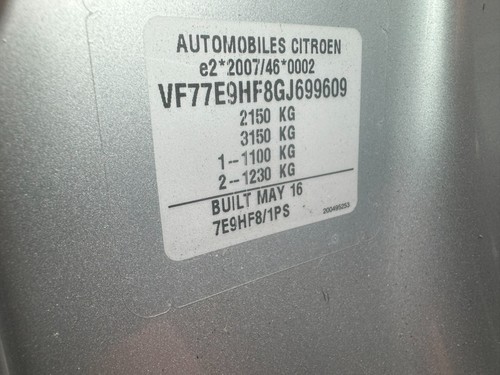 AUTOMOBILES CITROEN
e2*2007/46*0002
VF77E9HF8GJ699609
2150 KG
3150 KG
1--1100 KG
2--1230 KG
BUILT MAY 16
7E9HF8/1PS 200495253